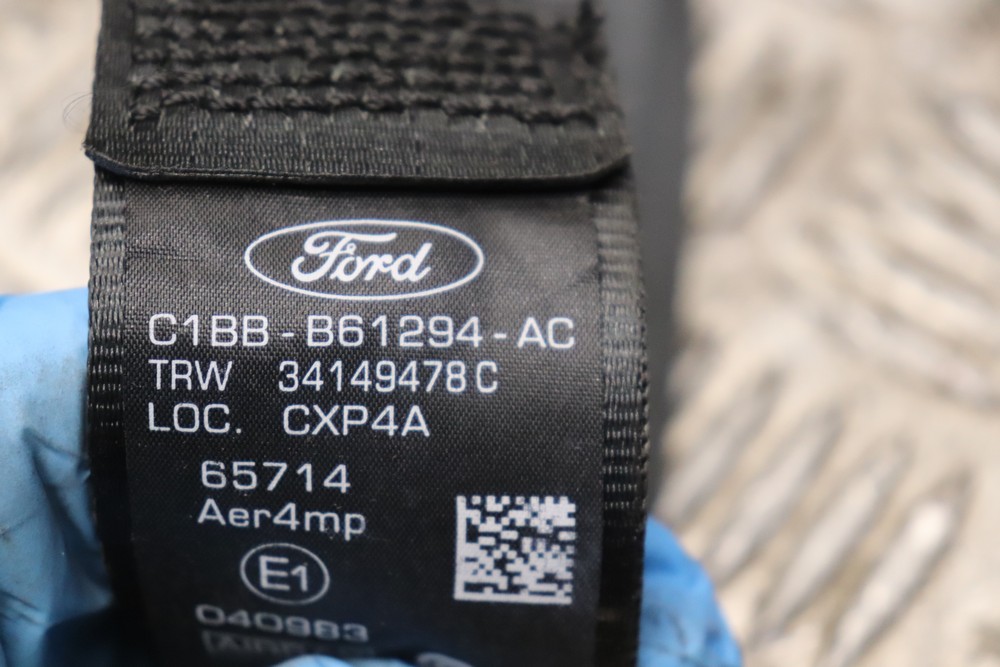 Ford
C1BB-B61294-AC
TRW 34149478C
LOC. CXP4A
65714
Aer4mp
E1
040983